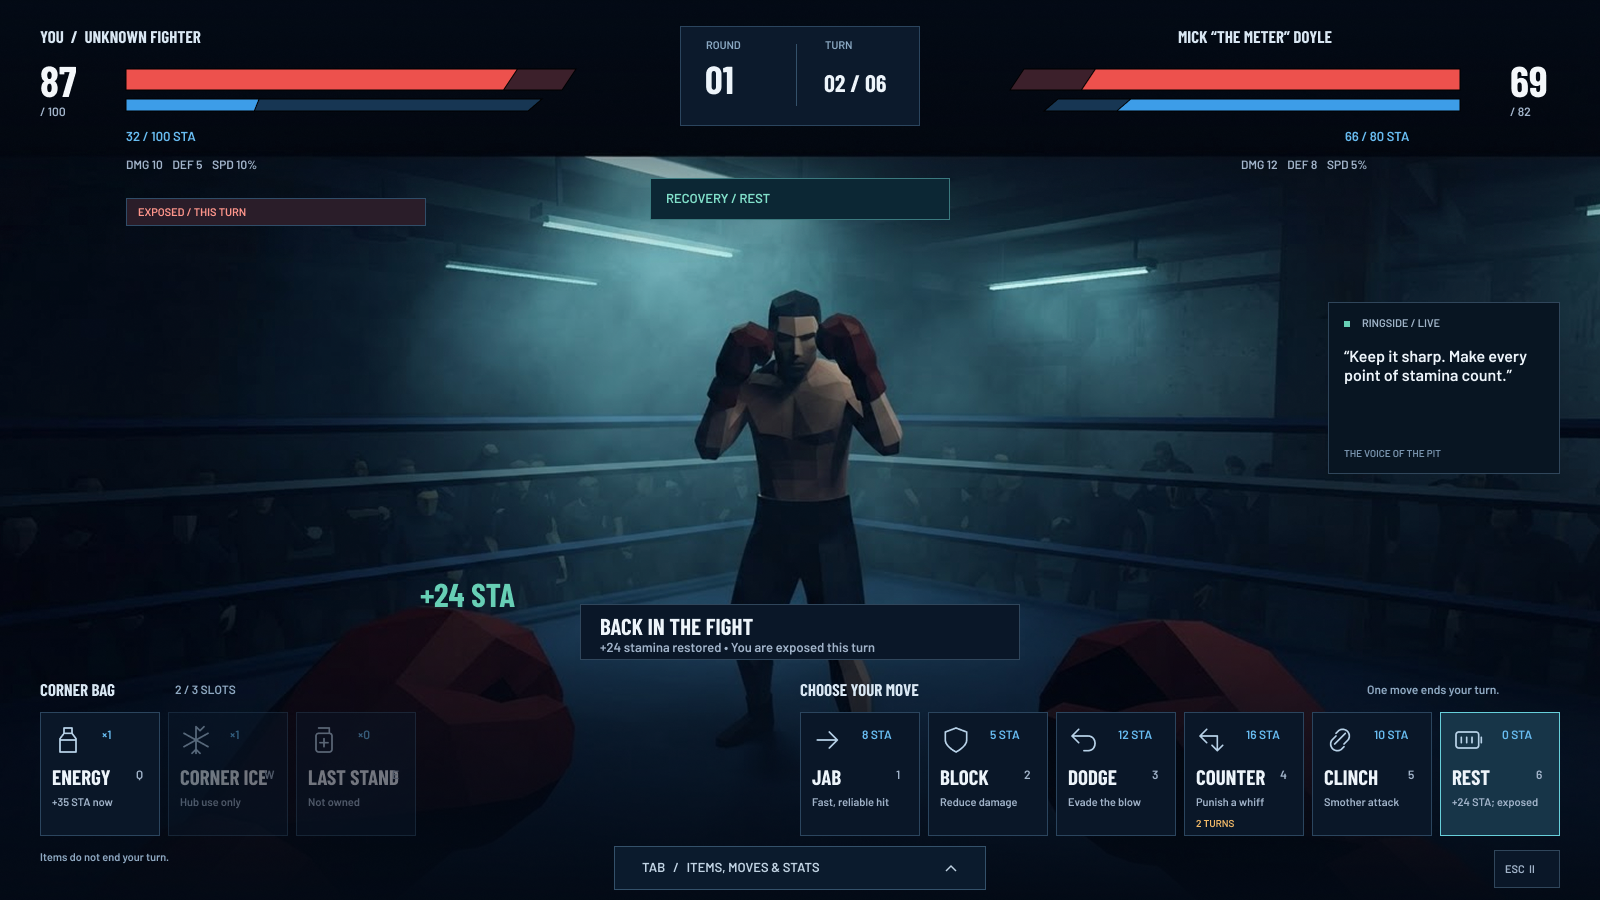 YOU / UNKNOWN FIGHTER
87
/ 100
32 / 100 STA
DMG 10 DEF 5 SPD 10%
EXPOSED / THIS TURN
ROUND
01
TURN
02 / 06
MICK “THE METER” DOYLE
69
/ 82
66 / 80 STA
DMG 12 DEF 8 SPD 5%
RECOVERY / REST
RINGSIDE / LIVE
“Keep it sharp. Make every
point of stamina count.”
THE VOICE OF THE PIT
+24 STA
BACK IN THE FIGHT
+24 stamina restored • You are exposed this turn
CORNER BAG
2 / 3 SLOTS
×1
ENERGY Q
+35 STA now
×1
CORNER ICE W
Hub use only
×0
LAST STAND
Not owned
Items do not end your turn.
CHOOSE YOUR MOVE
One move ends your turn.
8 STA
JAB 1
Fast, reliable hit
5 STA
BLOCK 2
Reduce damage
12 STA
DODGE 3
Evade the blow
16 STA
COUNTER 4
Punish a whiff
2 TURNS
10 STA
CLINCH 5
Smother attack
0 STA
REST 6
+24 STA; exposed
TAB / ITEMS, MOVES & STATS
ESC II